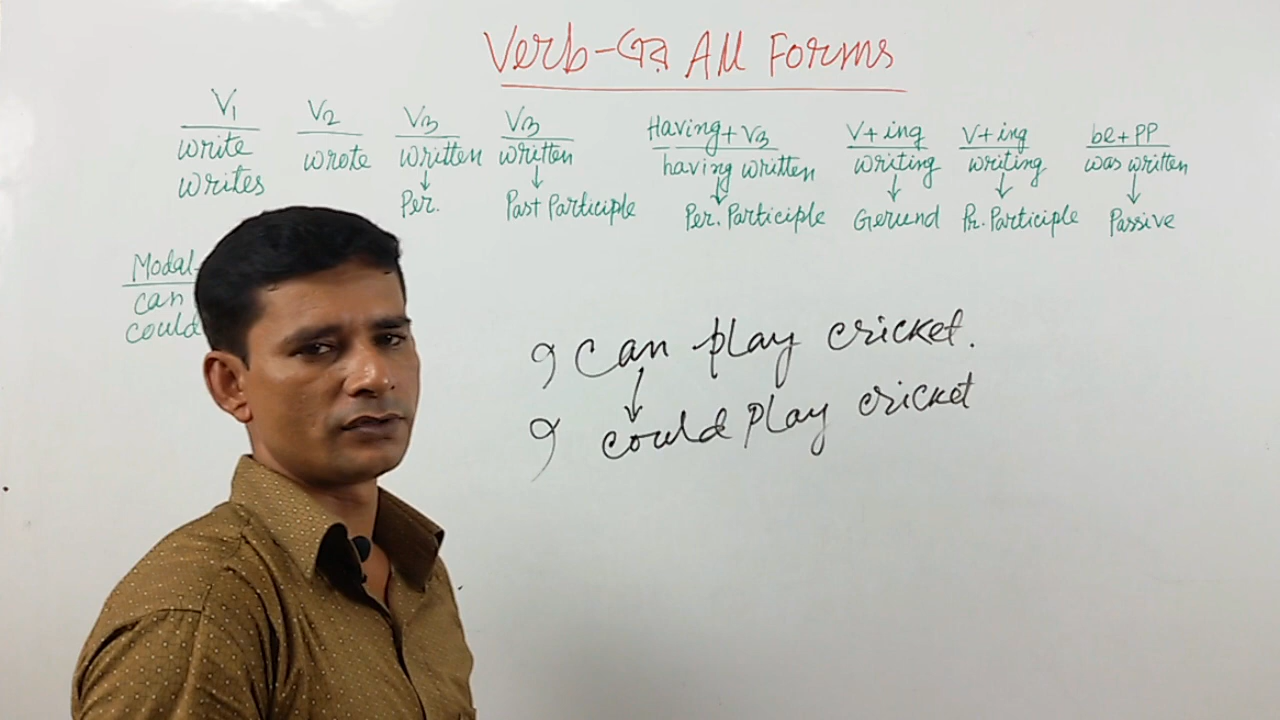 Verb-এর All Forms
V1 V2 V3 V3 Having+V3 V+ing V+ing be+PP
write wrote written written having written writing writing was written
writes Per. Past Participle Per. Participle Gerund Pr. Participle Passive
Modal
can
could
I can play cricket.
I could play cricket